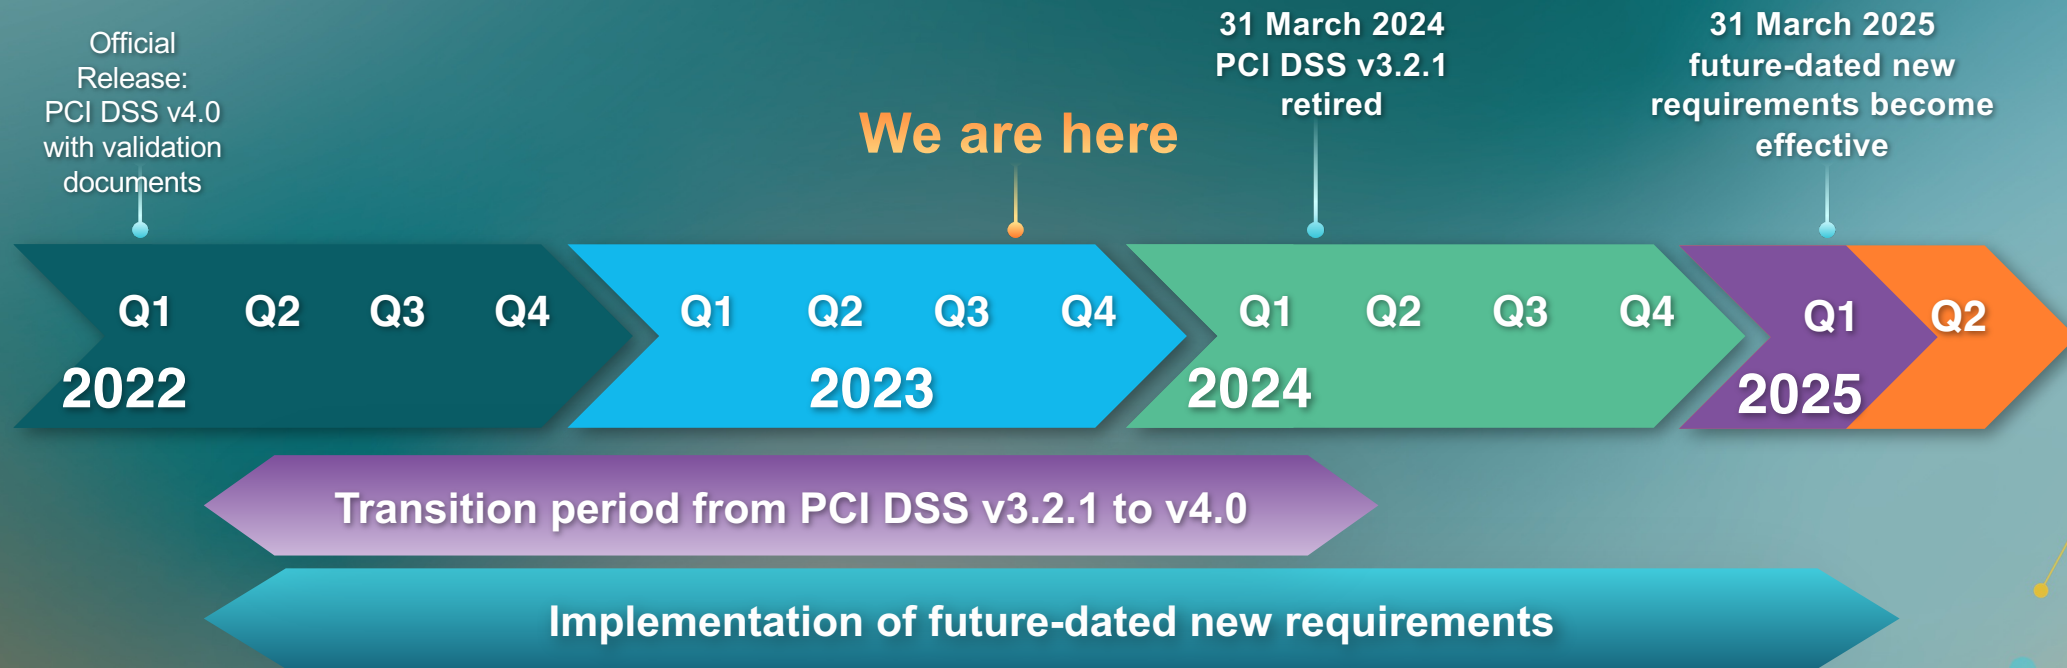 Official
Release:
PCI DSS v4.0
with validation
documents
We are here
31 March 2024
PCI DSS v3.2.1
retired
31 March 2025
future-dated new
requirements become
effective
Q1 Q2 Q3 Q4
2022
Q1 Q2 Q3 Q4
2023
Q1 Q2 Q3 Q4
2024
Q1 Q2
2025
Transition period from PCI DSS v3.2.1 to v4.0
Implementation of future-dated new requirements